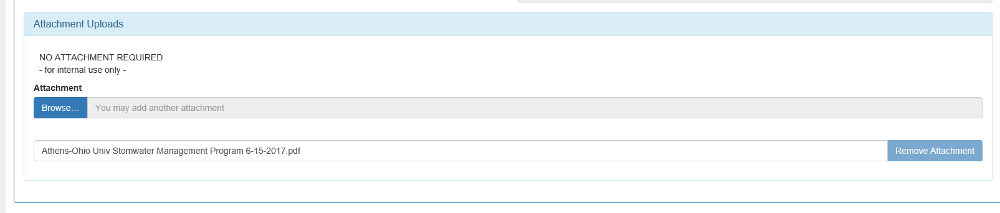 Attachment Uploads
NO ATTACHMENT REQUIRED
- for internal use only -
Attachment
Browse... You may add another attachment
Athens-Ohio Univ Stomwater Management Program 6-15-2017.pdf Remove Attachment